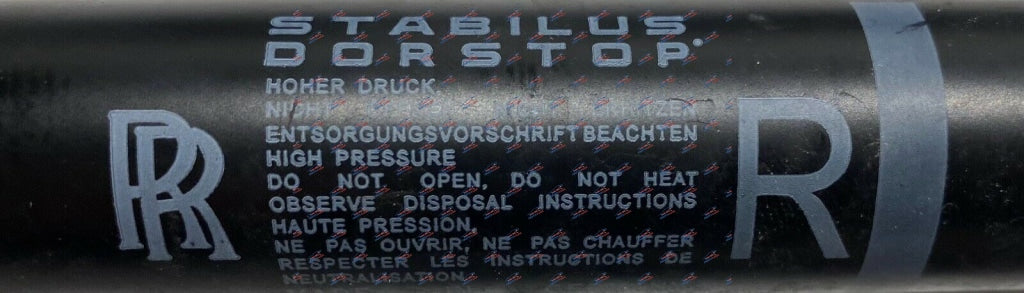 STABILUS
DORSTOP®
HOHER DRUCK,
ENTSORGUNGSVORSCHRIFT BEACHTEN
HIGH PRESSURE
DO NOT OPEN, DO NOT HEAT
OBSERVE DISPOSAL INSTRUCTIONS
HAUTE PRESSION,
NE PAS OUVRIR, NE PAS CHAUFFER
RESPECTER LES INSTRUCTIONS DE
NEUTRALISATION
RR
R